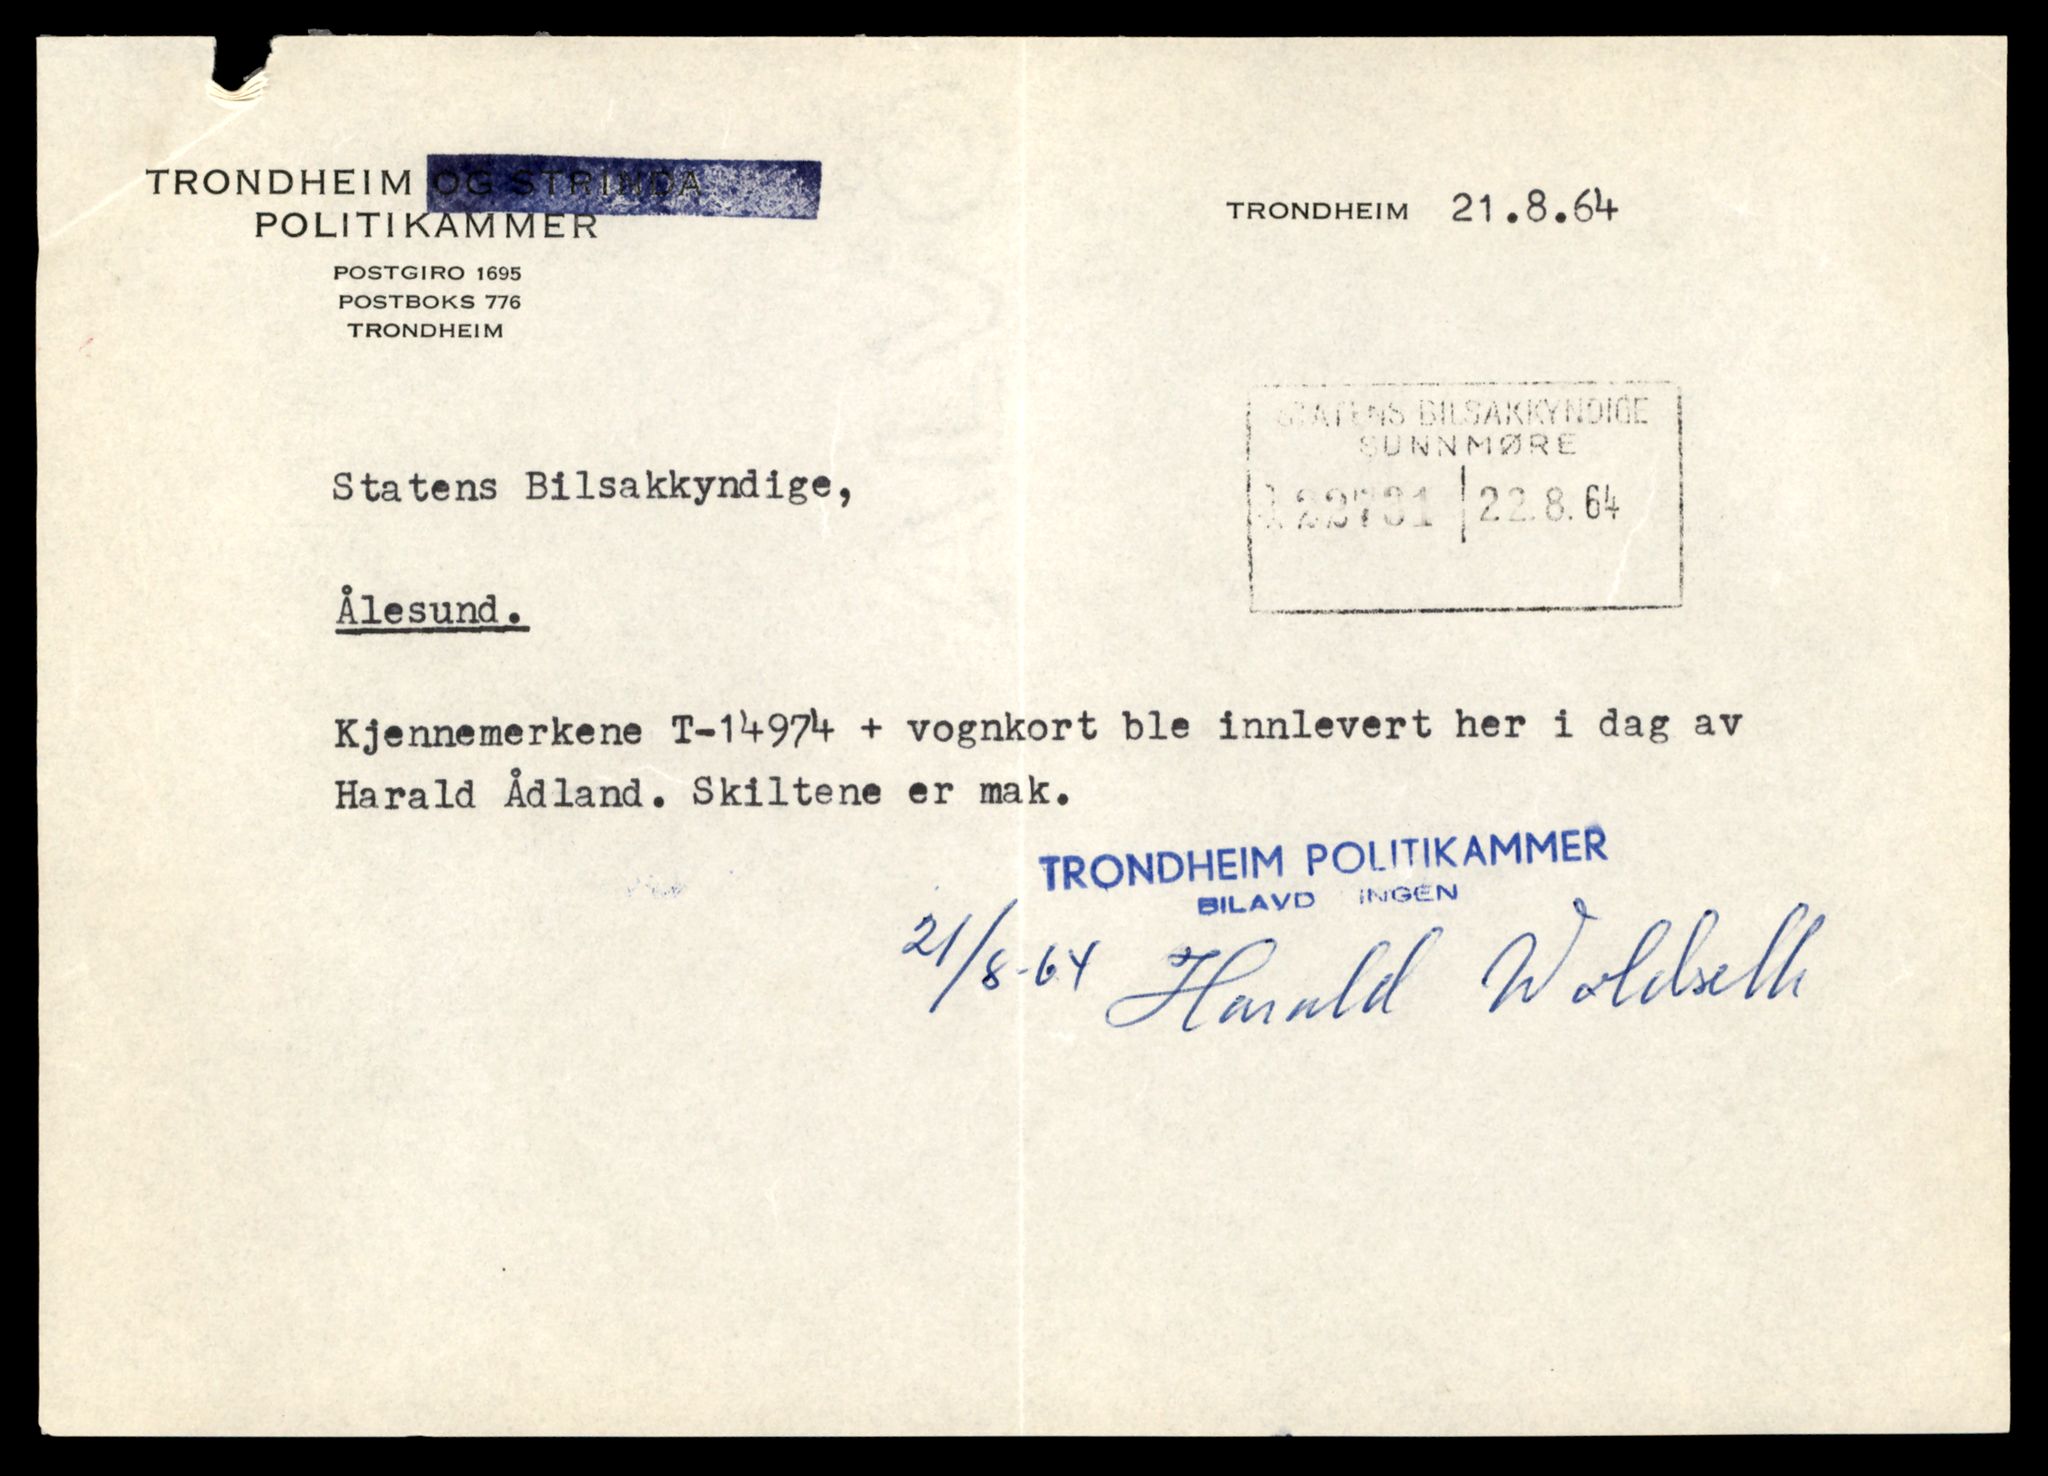 TRONDHEIM OG STRINDA
POLITIKAMMER
POSTGIRO 1695
POSTBOKS 776
TRONDHEIM
TRONDHEIM 21.8.64
STATENS BILSAKKYNDIGE
SUNNMØRE
22731 22.8.64
Statens Bilsakkyndige,
Ålesund.
Kjennemerkene T-14974 + vognkort ble innlevert her i dag av
Harald Ådland. Skiltene er mak.
TRONDHEIM POLITIKAMMER
BILAVD INGEN
21/8-64 Harald